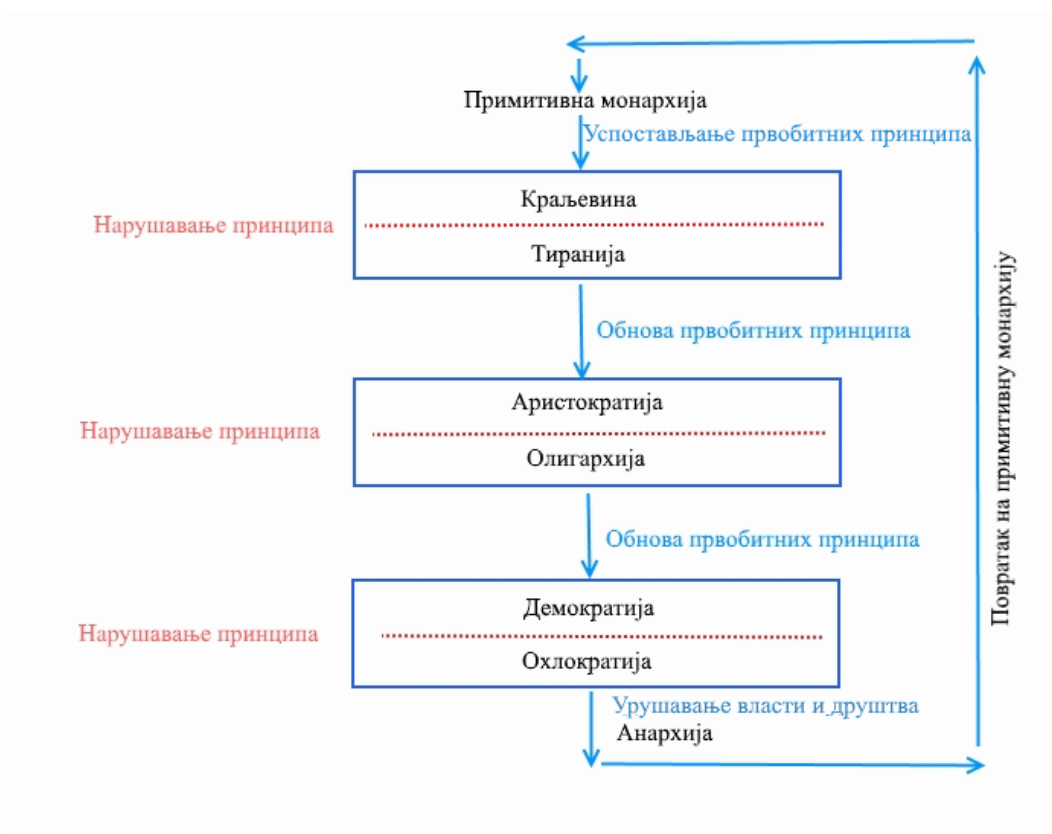 Примитивна монархија
Успостављање првобитних принципа
Краљевина
Нарушавање принципа
Тиранија
Обнова првобитних принципа
Аристократија
Нарушавање принципа
Олигархија
Обнова првобитних принципа
Демократија
Нарушавање принципа
Охлократија
Урушавање власти и друштва
Анархија
Повратак на примитивну монархију